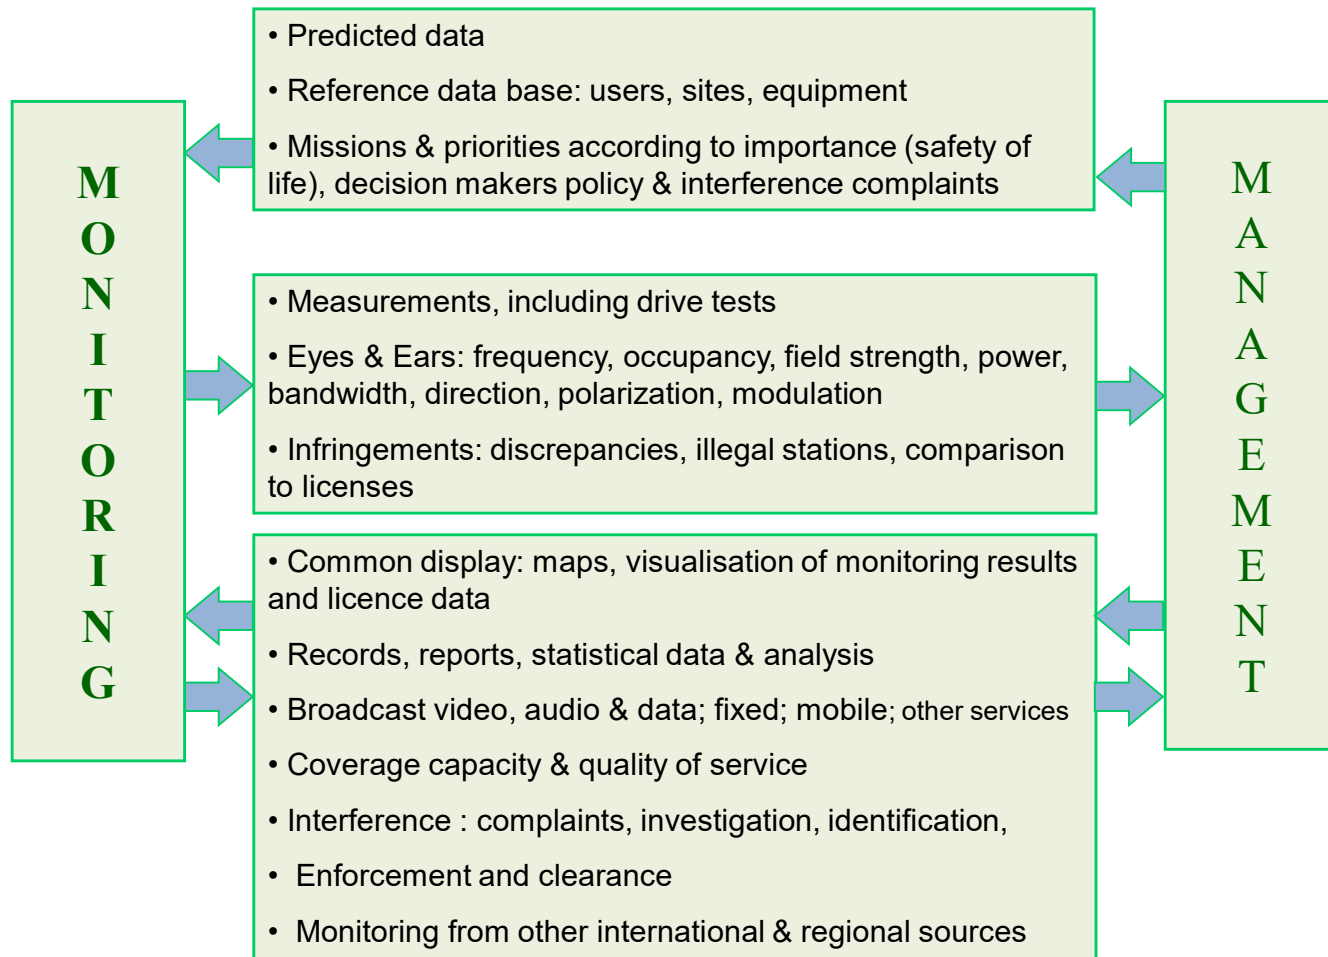 • Predicted data
• Reference data base: users, sites, equipment
• Missions & priorities according to importance (safety of
life), decision makers policy & interference complaints
MONITORING
MANAGEMENT
• Measurements, including drive tests
• Eyes & Ears: frequency, occupancy, field strength, power,
bandwidth, direction, polarization, modulation
• Infringements: discrepancies, illegal stations, comparison
to licenses
• Common display: maps, visualisation of monitoring results
and licence data
• Records, reports, statistical data & analysis
• Broadcast video, audio & data; fixed; mobile; other services
• Coverage capacity & quality of service
• Interference : complaints, investigation, identification,
• Enforcement and clearance
• Monitoring from other international & regional sources